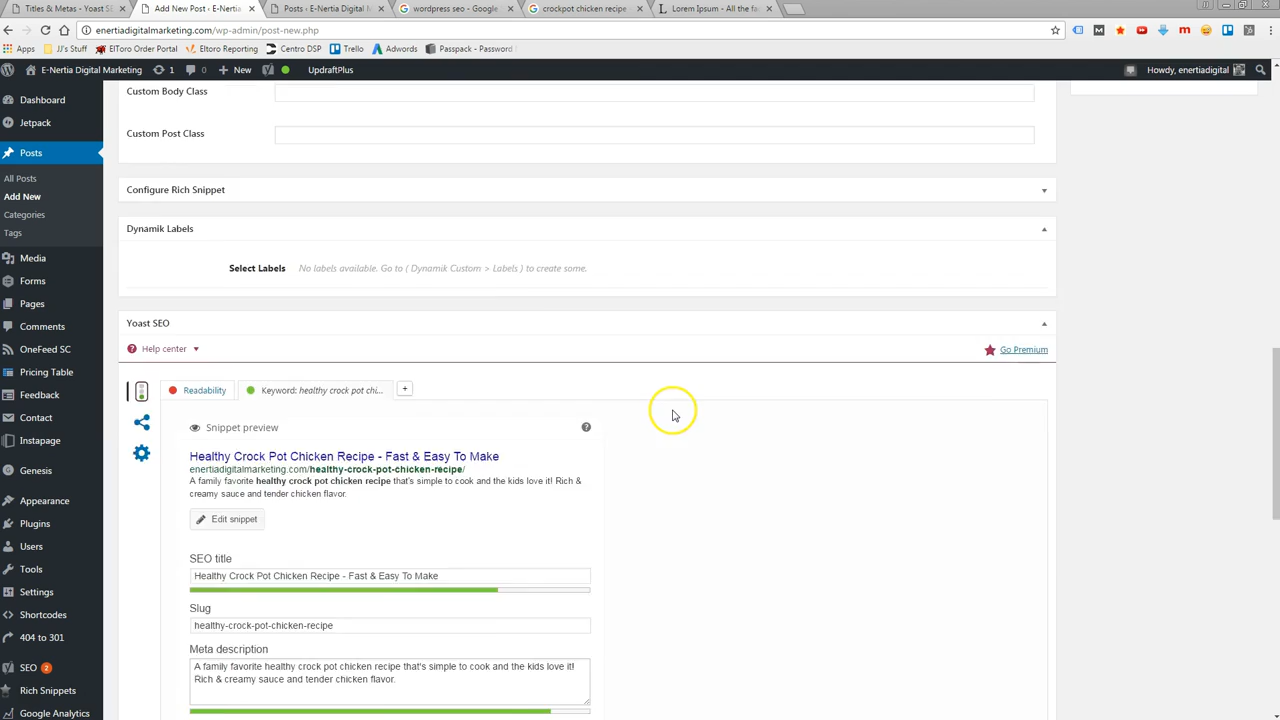 Titles & Metas - Yoast S
Add New Post ‹ E-Nertia
Posts ‹ E-Nertia Digital
wordpress seo - Google
crockpot chicken recipe
Lorem Ipsum - All the fa
enertiadigitalmarketing.com/wp-admin/post-new.php
Apps
JJ's Stuff
ElToro Order Portal
Eltoro Reporting
Centro DSP
Trello
Adwords
Passpack - Password
E-Nertia Digital Marketing
1
0
New
UpdraftPlus
Howdy, enertiadigital
Dashboard
Jetpack
Posts
All Posts
Add New
Categories
Tags
Media
Forms
Pages
Comments
OneFeed SC
Pricing Table
Feedback
Contact
Instapage
Genesis
Appearance
Plugins
Users
Tools
Settings
Shortcodes
404 to 301
SEO 2
Rich Snippets
Google Analytics
Custom Body Class
Custom Post Class
Configure Rich Snippet
Dynamik Labels
Select Labels No labels available. Go to ( Dynamik Custom > Labels ) to create some.
Yoast SEO
Help center
Go Premium
Readability
Keyword: healthy crock pot chi...
+
Snippet preview
Healthy Crock Pot Chicken Recipe - Fast & Easy To Make
enertiadigitalmarketing.com/healthy-crock-pot-chicken-recipe/
A family favorite healthy crock pot chicken recipe that's simple to cook and the kids love it! Rich &
creamy sauce and tender chicken flavor.
Edit snippet
SEO title
Healthy Crock Pot Chicken Recipe - Fast & Easy To Make
Slug
healthy-crock-pot-chicken-recipe
Meta description
A family favorite healthy crock pot chicken recipe that's simple to cook and the kids love it!
Rich & creamy sauce and tender chicken flavor.